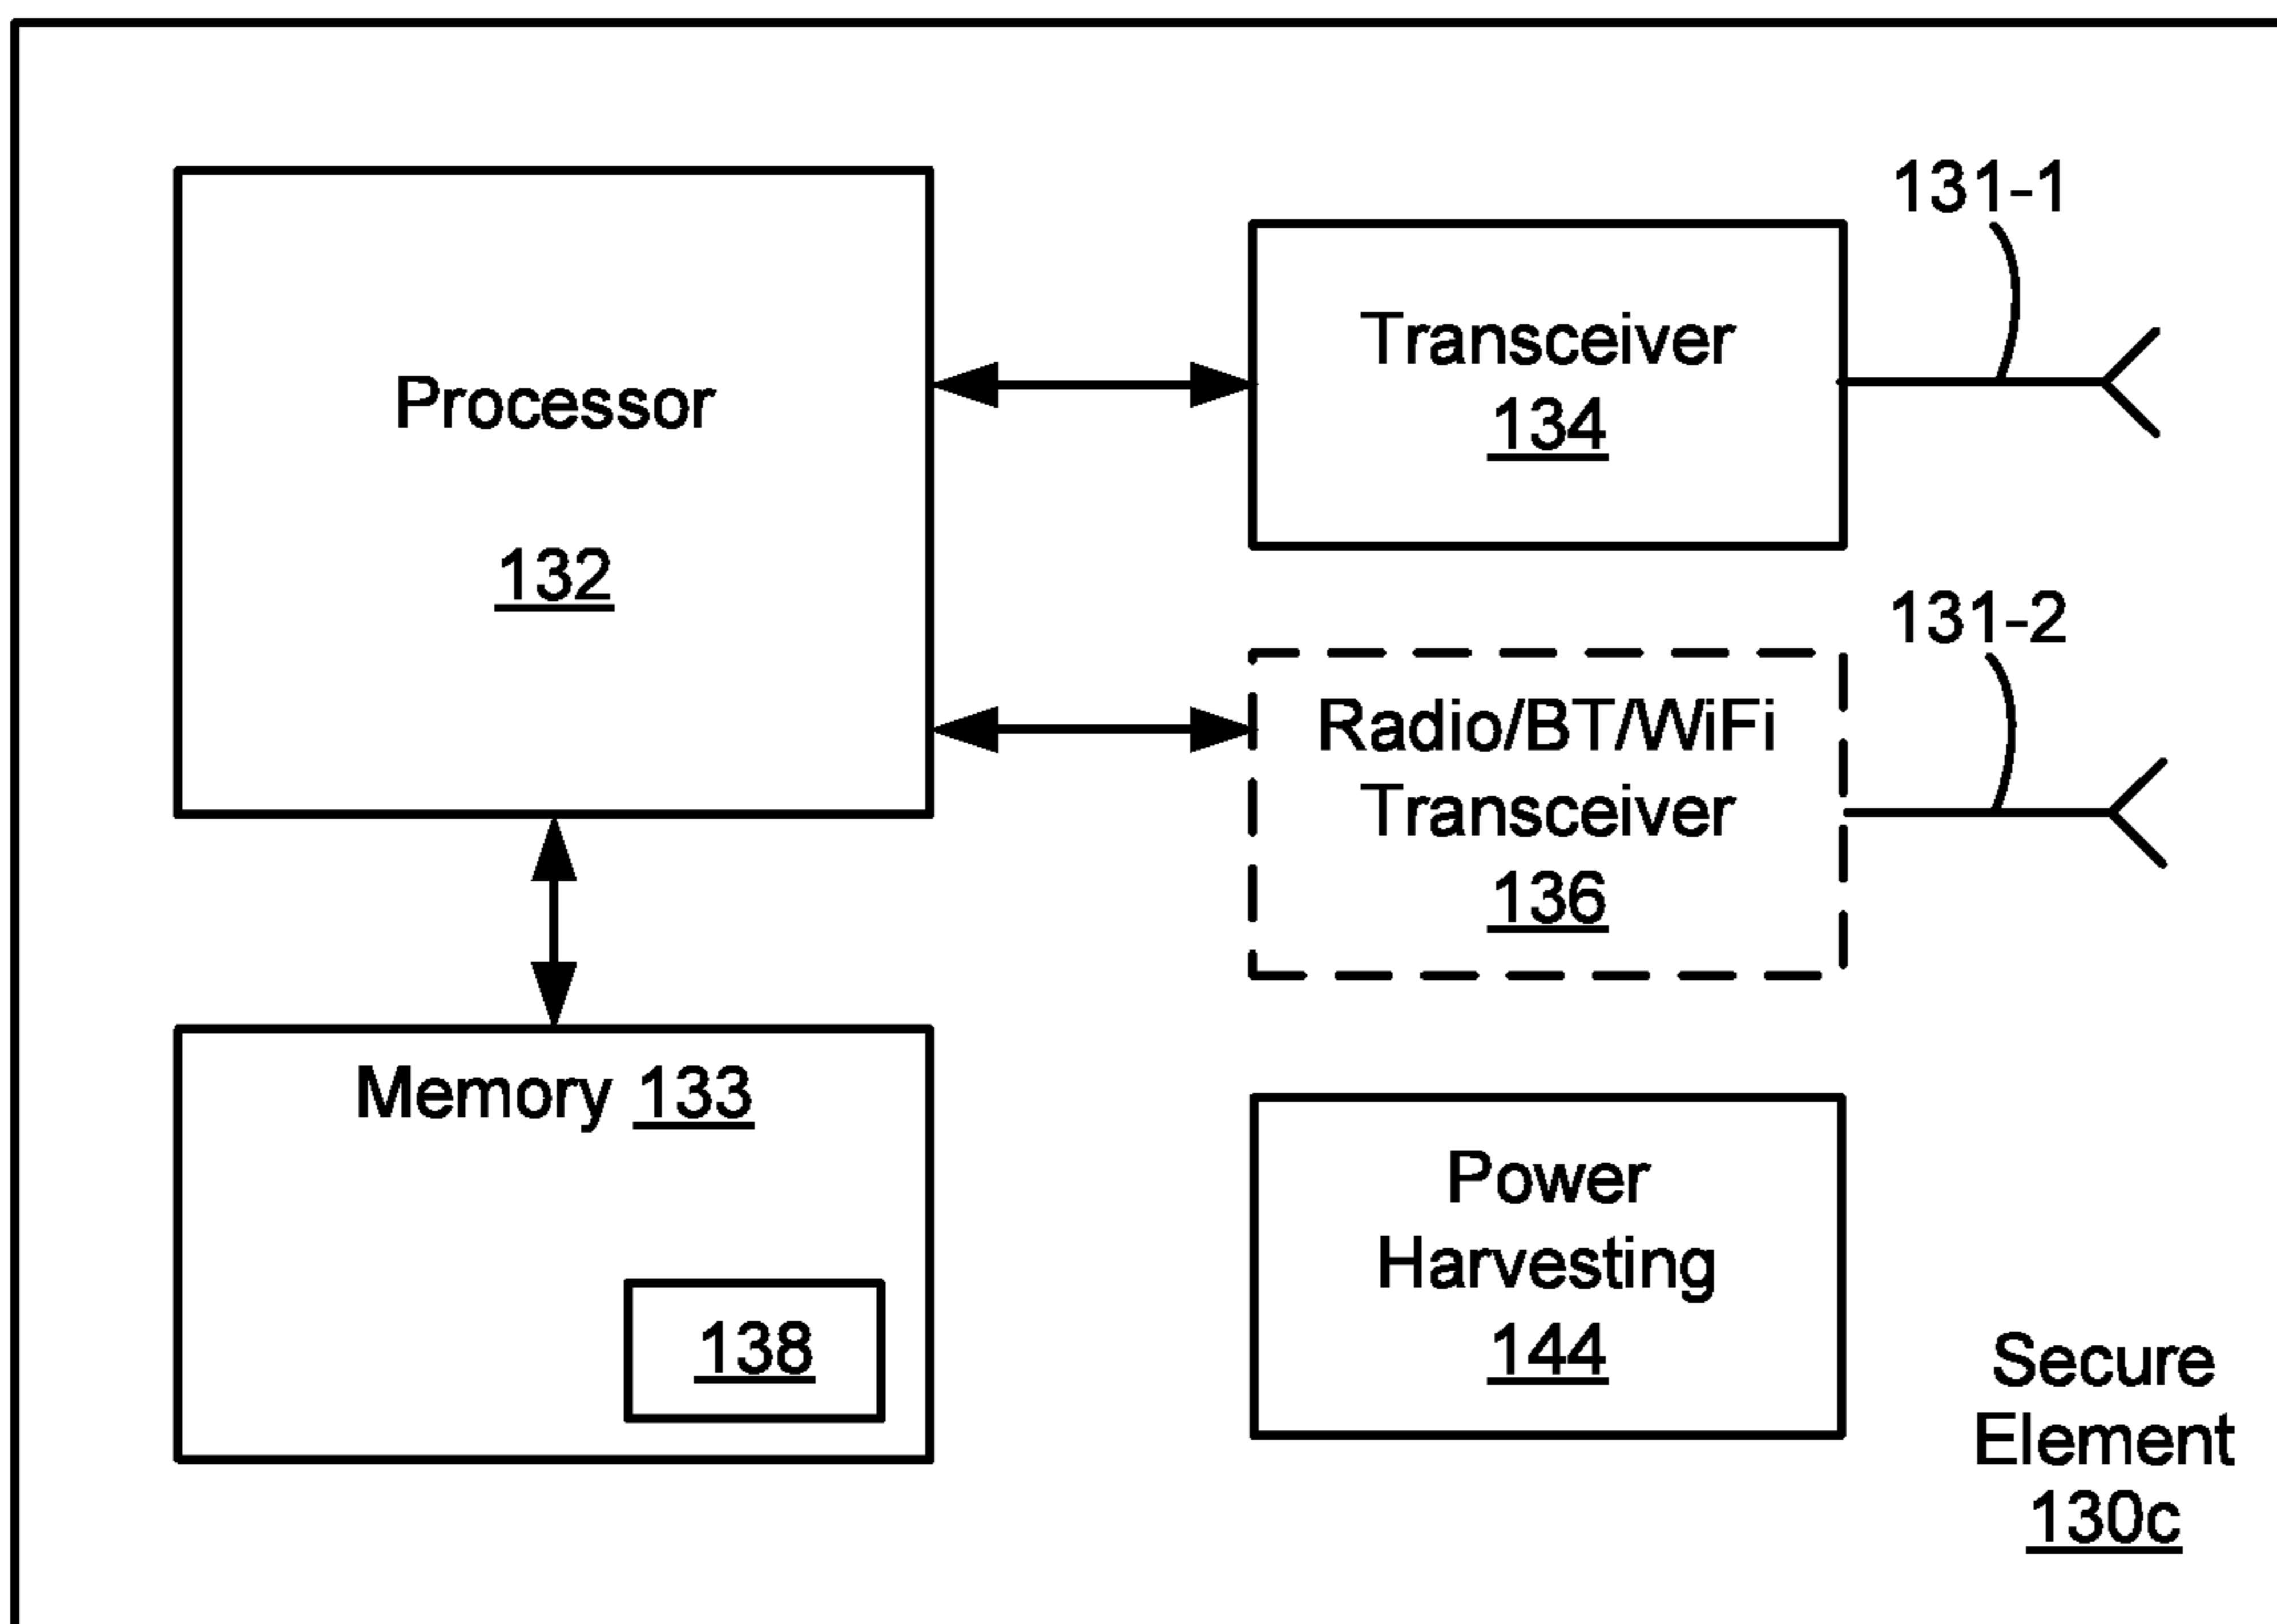 131-1
Processor
132
Transceiver
134
131-2
Radio/BT/WiFi
Transceiver
136
Memory 133
138
Power
Harvesting
144
Secure
Element
130c